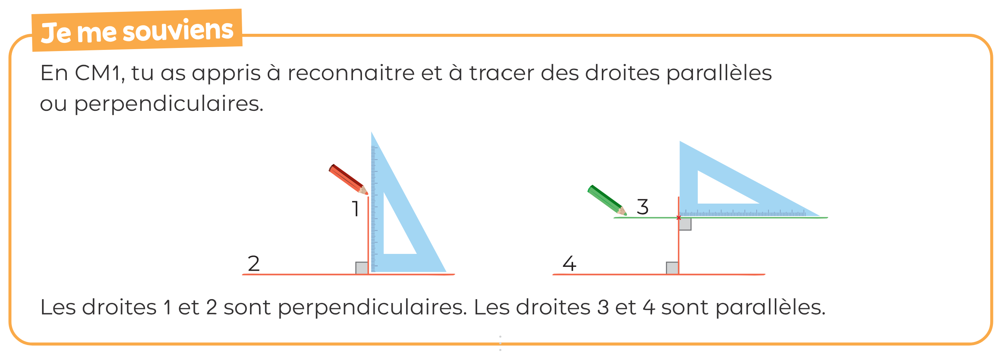 Je me souviens
En CM1, tu as appris à reconnaitre et à tracer des droites parallèles
ou perpendiculaires.
1
2
3
4
Les droites 1 et 2 sont perpendiculaires. Les droites 3 et 4 sont parallèles.